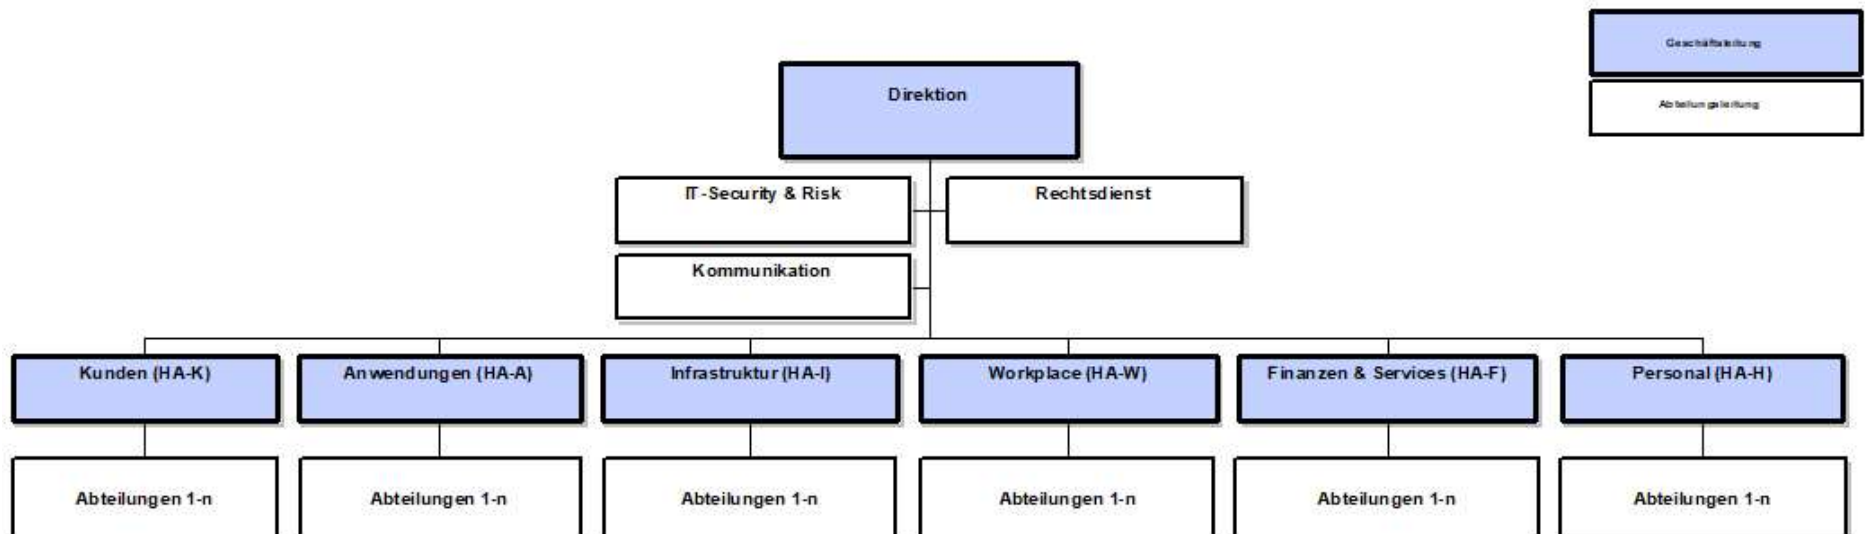 Geschäftsleitung
Abteilungsleitung
Direktion
IT-Security & Risk
Rechtsdienst
Kommunikation
Kunden (HA-K)
Anwendungen (HA-A)
Infrastruktur (HA-I)
Workplace (HA-W)
Finanzen & Services (HA-F)
Personal (HA-H)
Abteilungen 1-n
Abteilungen 1-n
Abteilungen 1-n
Abteilungen 1-n
Abteilungen 1-n
Abteilungen 1-n